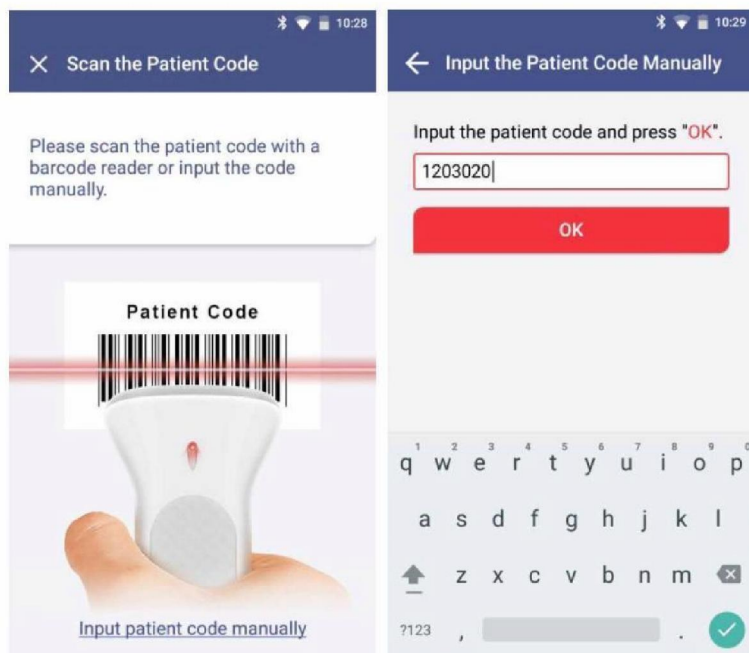 10:28
Scan the Patient Code
Please scan the patient code with a
barcode reader or input the code
manually.
Patient Code
Input patient code manually
10:29
Input the Patient Code Manually
Input the patient code and press "OK".
1203020
OK
1 2 3 4 5 6 7 8 9 0
q w e r t y u i o p
a s d f g h j k l
z x c v b n m
?123 , .